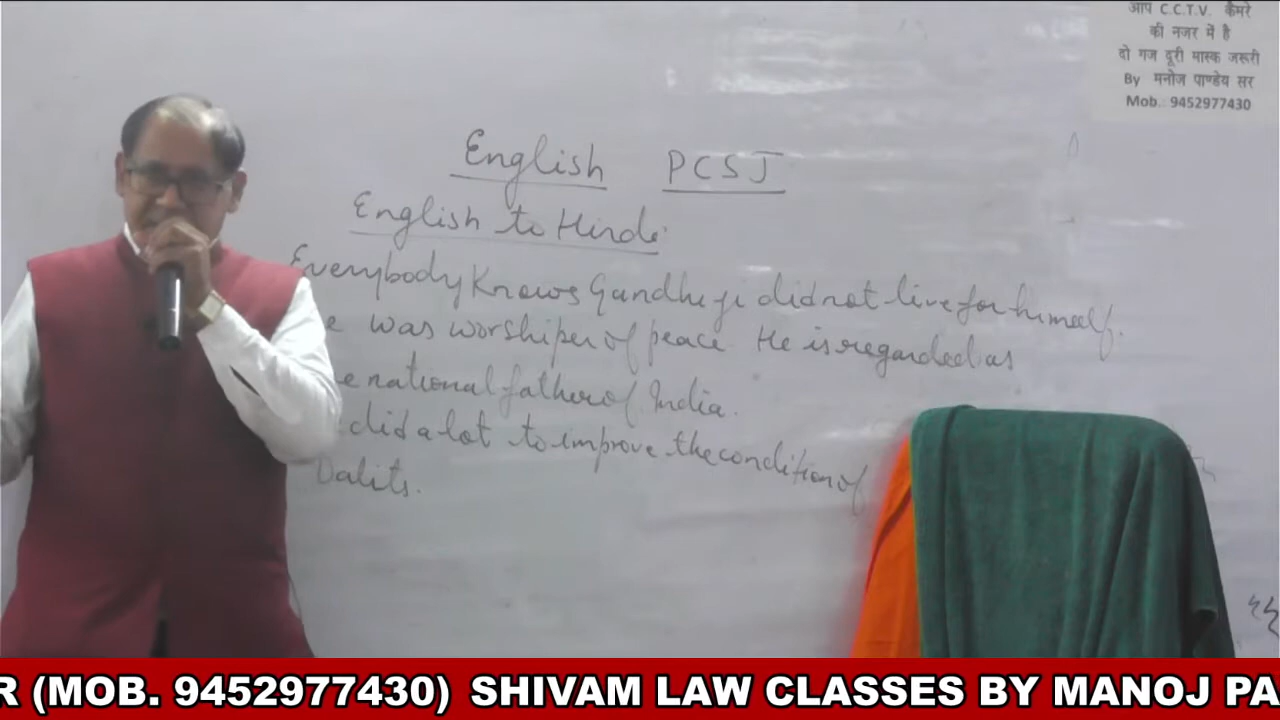 आप C.C.T.V. कैमरे
की नजर में है
दो गज दूरी मास्क जरूरी
By मनोज पाण्डेय सर
Mob.: 9452977430
English PCSJ
English to Hindi
Everybody Knows Gandhi ji did not live for himself.
e was worshiper of peace. He is regarded as
e national father of India.
did a lot to improve the condition of
Dalits.
R (MOB. 9452977430) SHIVAM LAW CLASSES BY MANOJ PA